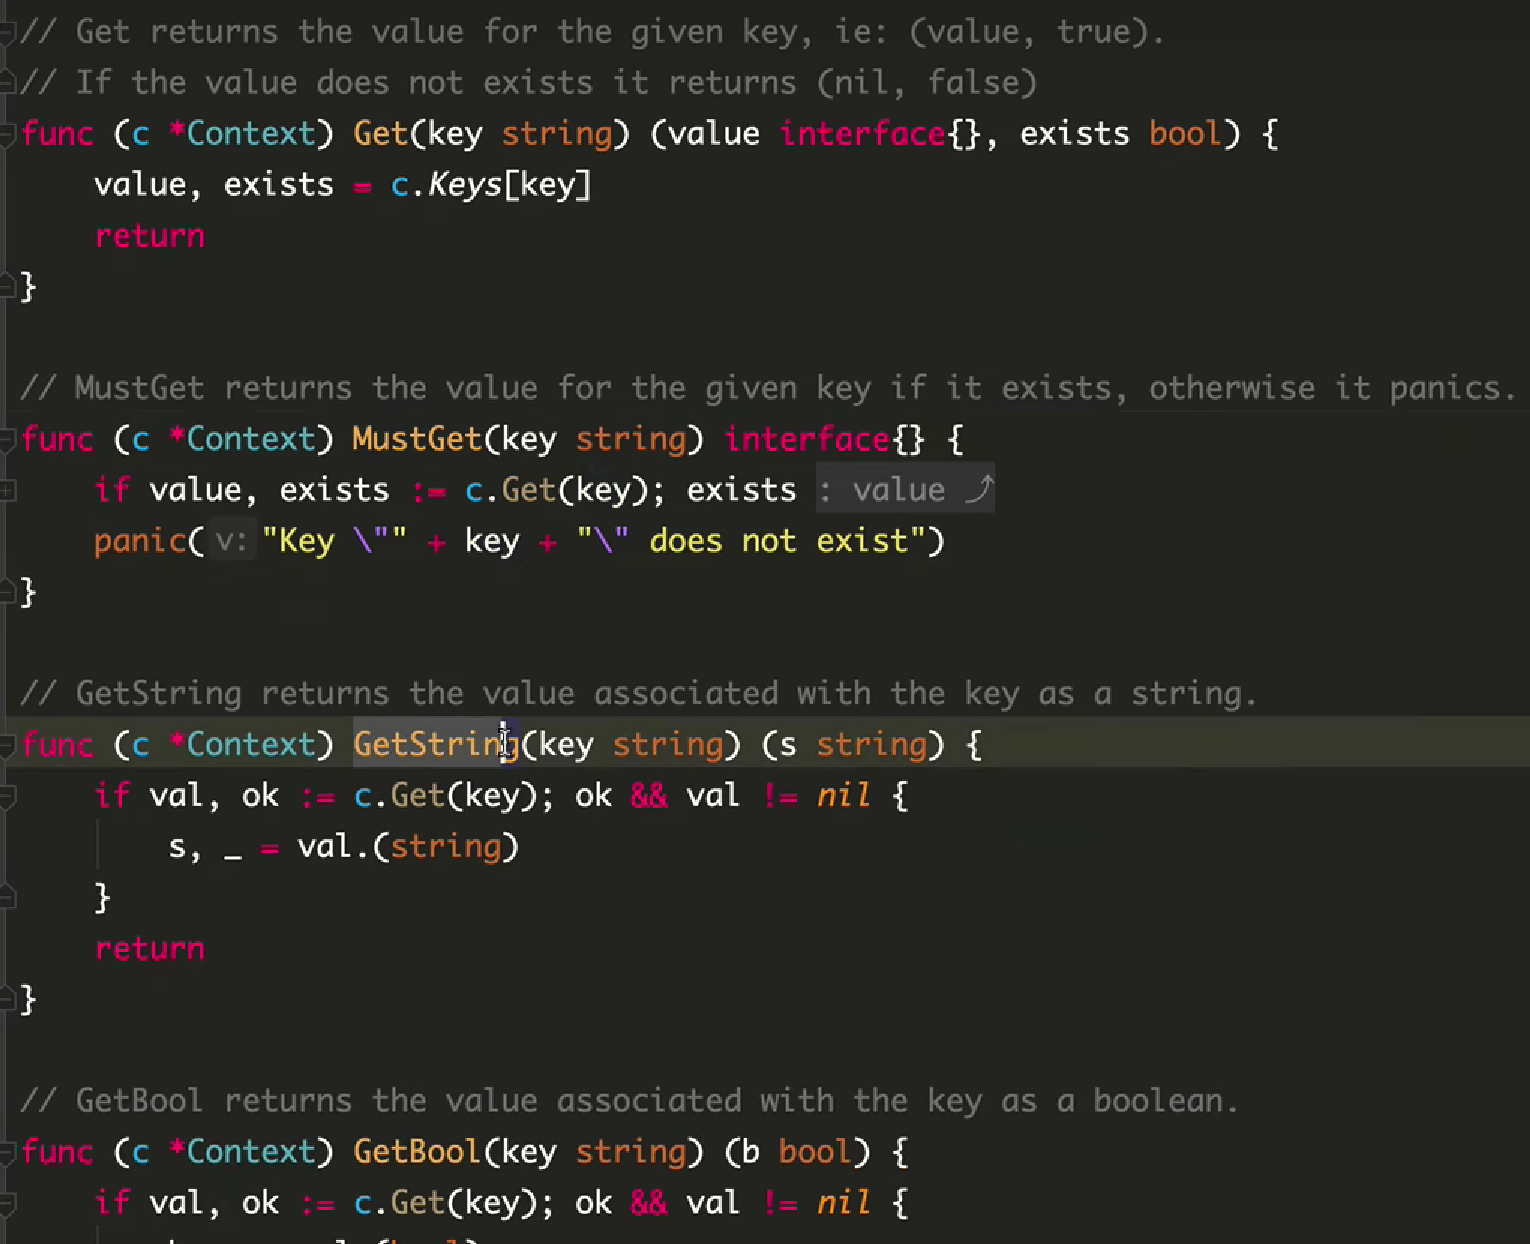 // Get returns the value for the given key, ie: (value, true).
// If the value does not exists it returns (nil, false)
func (c *Context) Get(key string) (value interface{}, exists bool) {
    value, exists = c.Keys[key]
    return
}
// MustGet returns the value for the given key if it exists, otherwise it panics.
func (c *Context) MustGet(key string) interface{} {
    if value, exists := c.Get(key); exists : value ⤴
    panic( v: "Key \"" + key + "\" does not exist")
}
// GetString returns the value associated with the key as a string.
func (c *Context) GetString(key string) (s string) {
    if val, ok := c.Get(key); ok && val != nil {
        s, _ = val.(string)
    }
    return
}
// GetBool returns the value associated with the key as a boolean.
func (c *Context) GetBool(key string) (b bool) {
    if val, ok := c.Get(key); ok && val != nil {